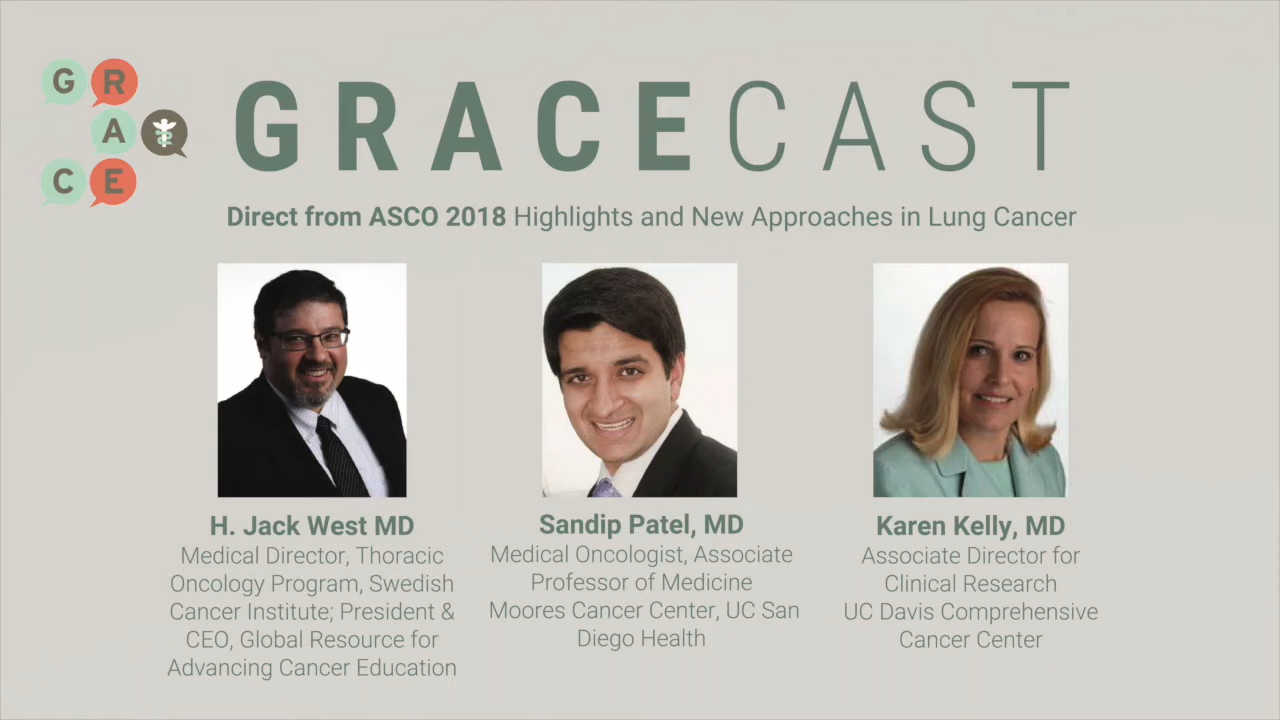 G R
A
C E
GRACECAST
Direct from ASCO 2018 Highlights and New Approaches in Lung Cancer
H. Jack West MD
Medical Director, Thoracic
Oncology Program, Swedish
Cancer Institute; President &
CEO, Global Resource for
Advancing Cancer Education
Sandip Patel, MD
Medical Oncologist, Associate
Professor of Medicine
Moores Cancer Center, UC San
Diego Health
Karen Kelly, MD
Associate Director for
Clinical Research
UC Davis Comprehensive
Cancer Center